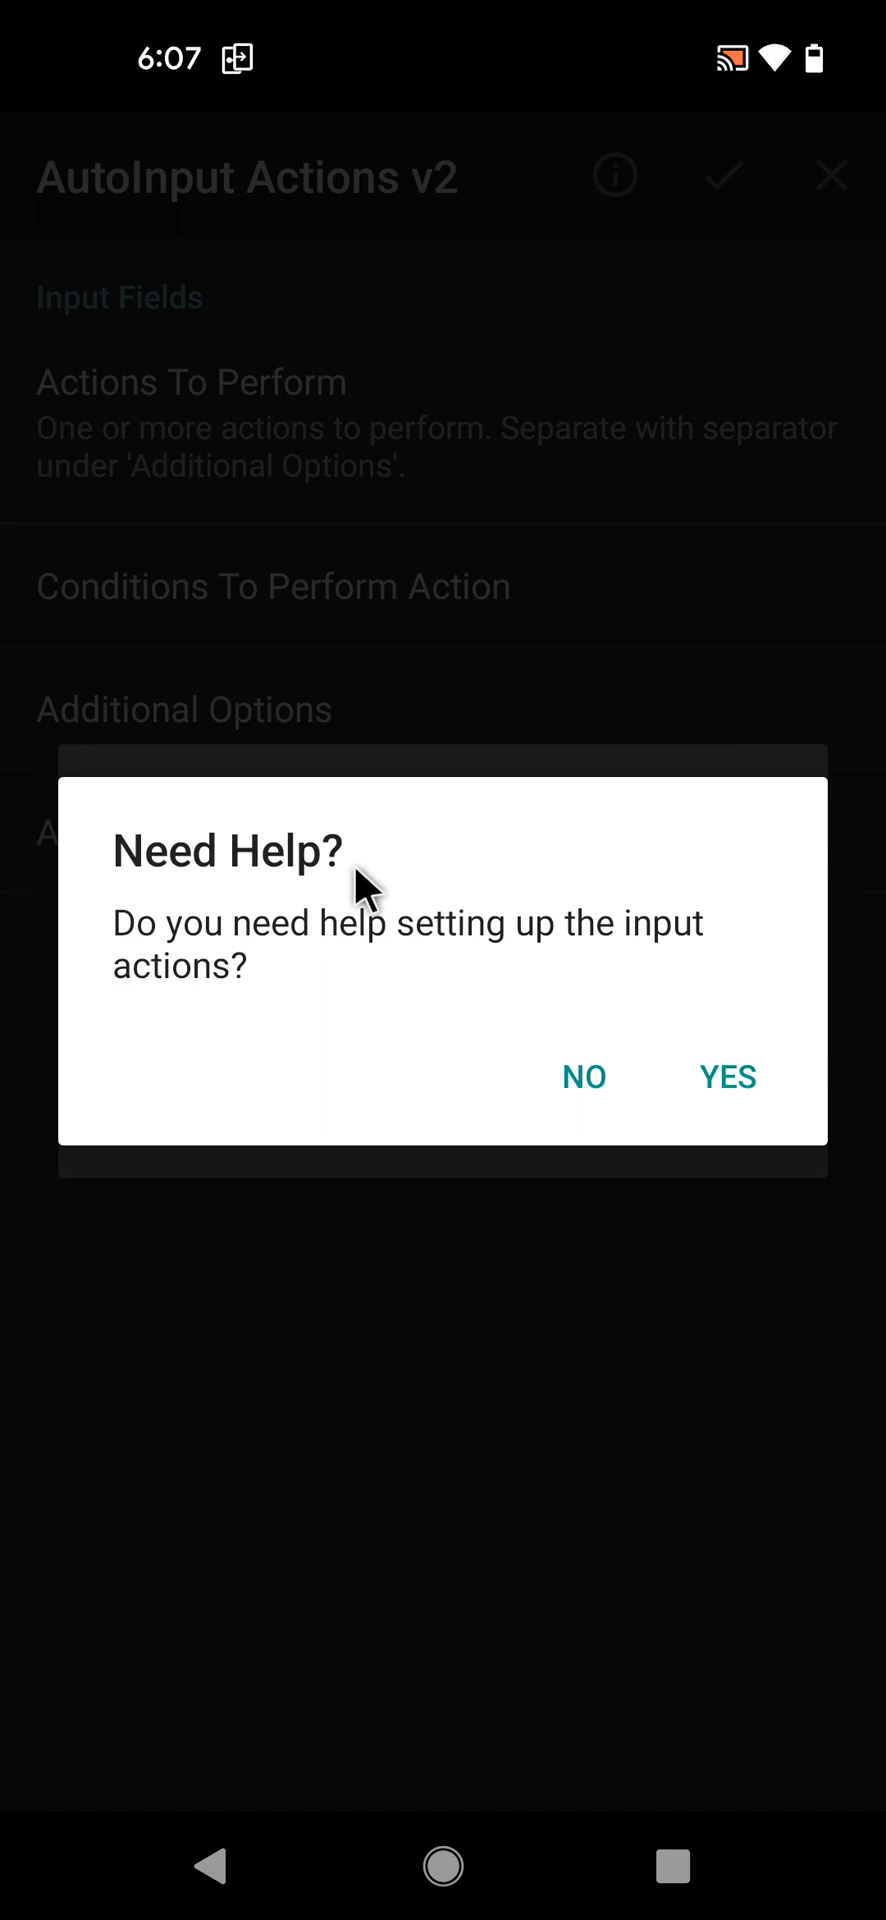 6:07
AutoInput Actions v2
Input Fields
Actions To Perform
One or more actions to perform. Separate with separator
under 'Additional Options'.
Conditions To Perform Action
Additional Options
A
Need Help?
Do you need help setting up the input
actions?
NO YES